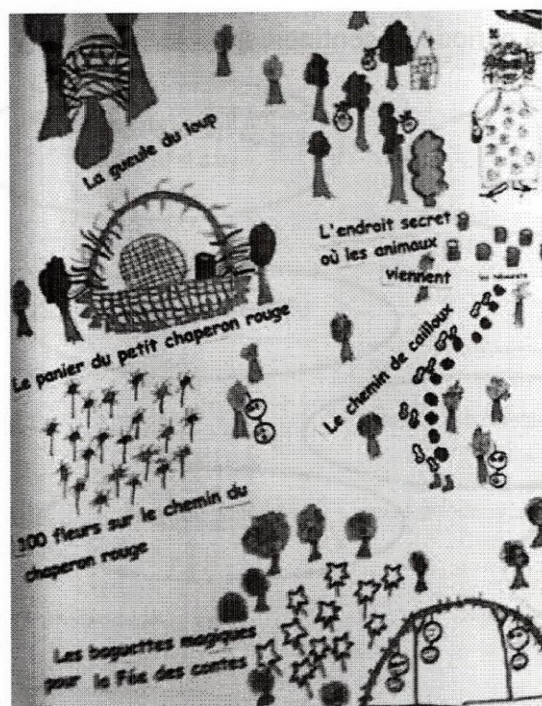 La gueule du loup
L'endroit secret
où les animaux
viennent
Le panier du petit chaperon rouge
Le chemin de cailloux
100 fleurs sur le chemin du
chaperon rouge
Les baguettes magiques
pour la Fée des contes